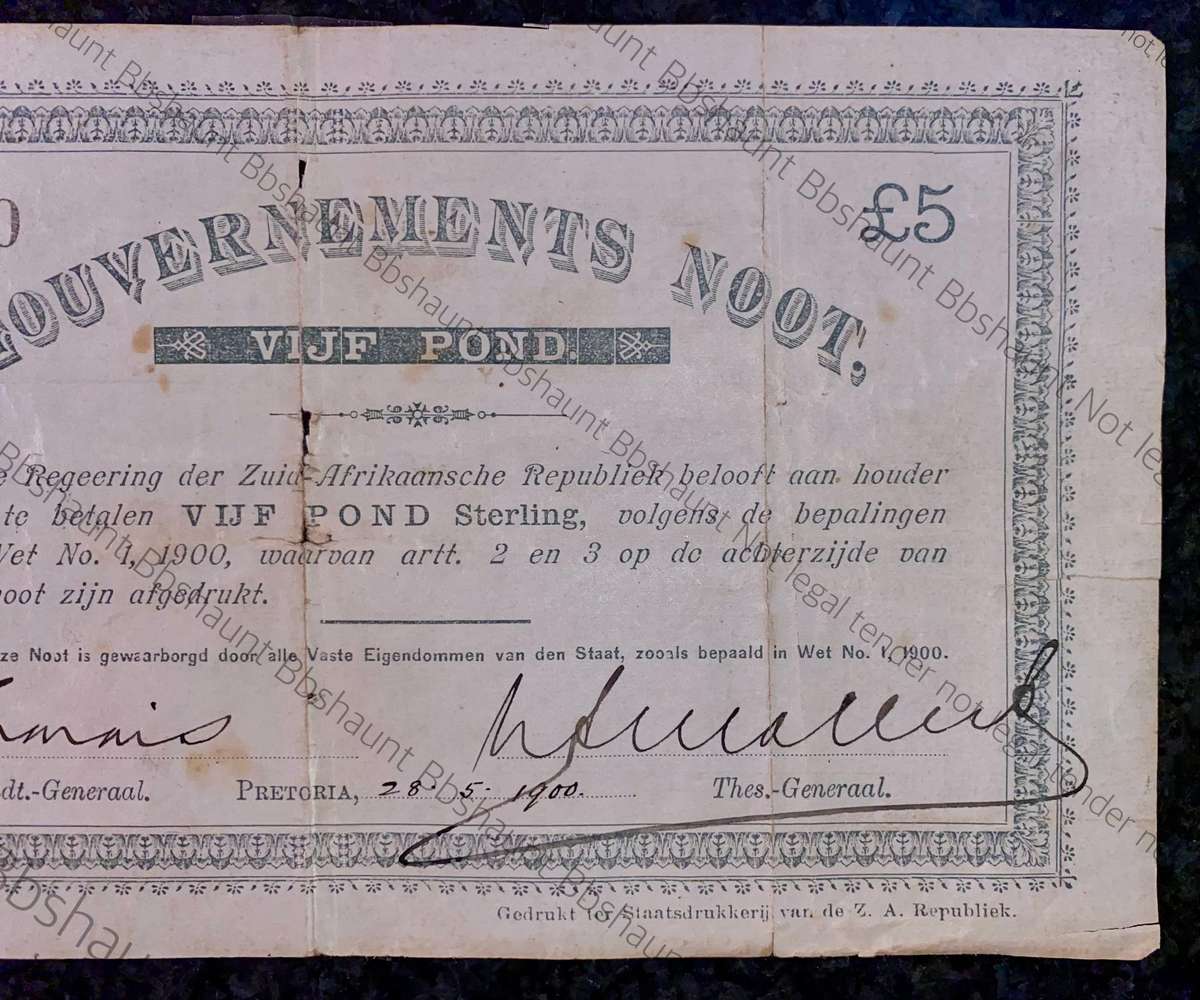 0
£5
GOUVERNEMENTS NOOT,
VIJF POND.
e Regeering der Zuid-Afrikaansche Republiek belooft aan houder
te betalen VIJF POND Sterling, volgens de bepalingen
Wet No. 1, 1900, waarvan artt. 2 en 3 op de achterzijde van
noot zijn afgedrukt.
ze Noot is gewaarborgd door alle Vaste Eigendommen van den Staat, zooals bepaald in Wet No. 1, 1900.
Marais
dt.-Generaal. PRETORIA, 28. 5. 1900. Thes.-Generaal.
Gedrukt ter Staatsdrukkerij van de Z. A. Republiek.
Bbshaunt Not legal tender